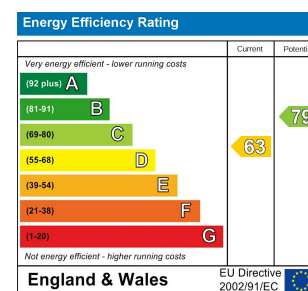 Energy Efficiency Rating
Current Potenti
Very energy efficient - lower running costs
(92 plus) A
(81-91) B
(69-80) C
(55-68) D
(39-54) E
(21-38) F
(1-20) G
63
79
Not energy efficient - higher running costs
England & Wales
EU Directive
2002/91/EC